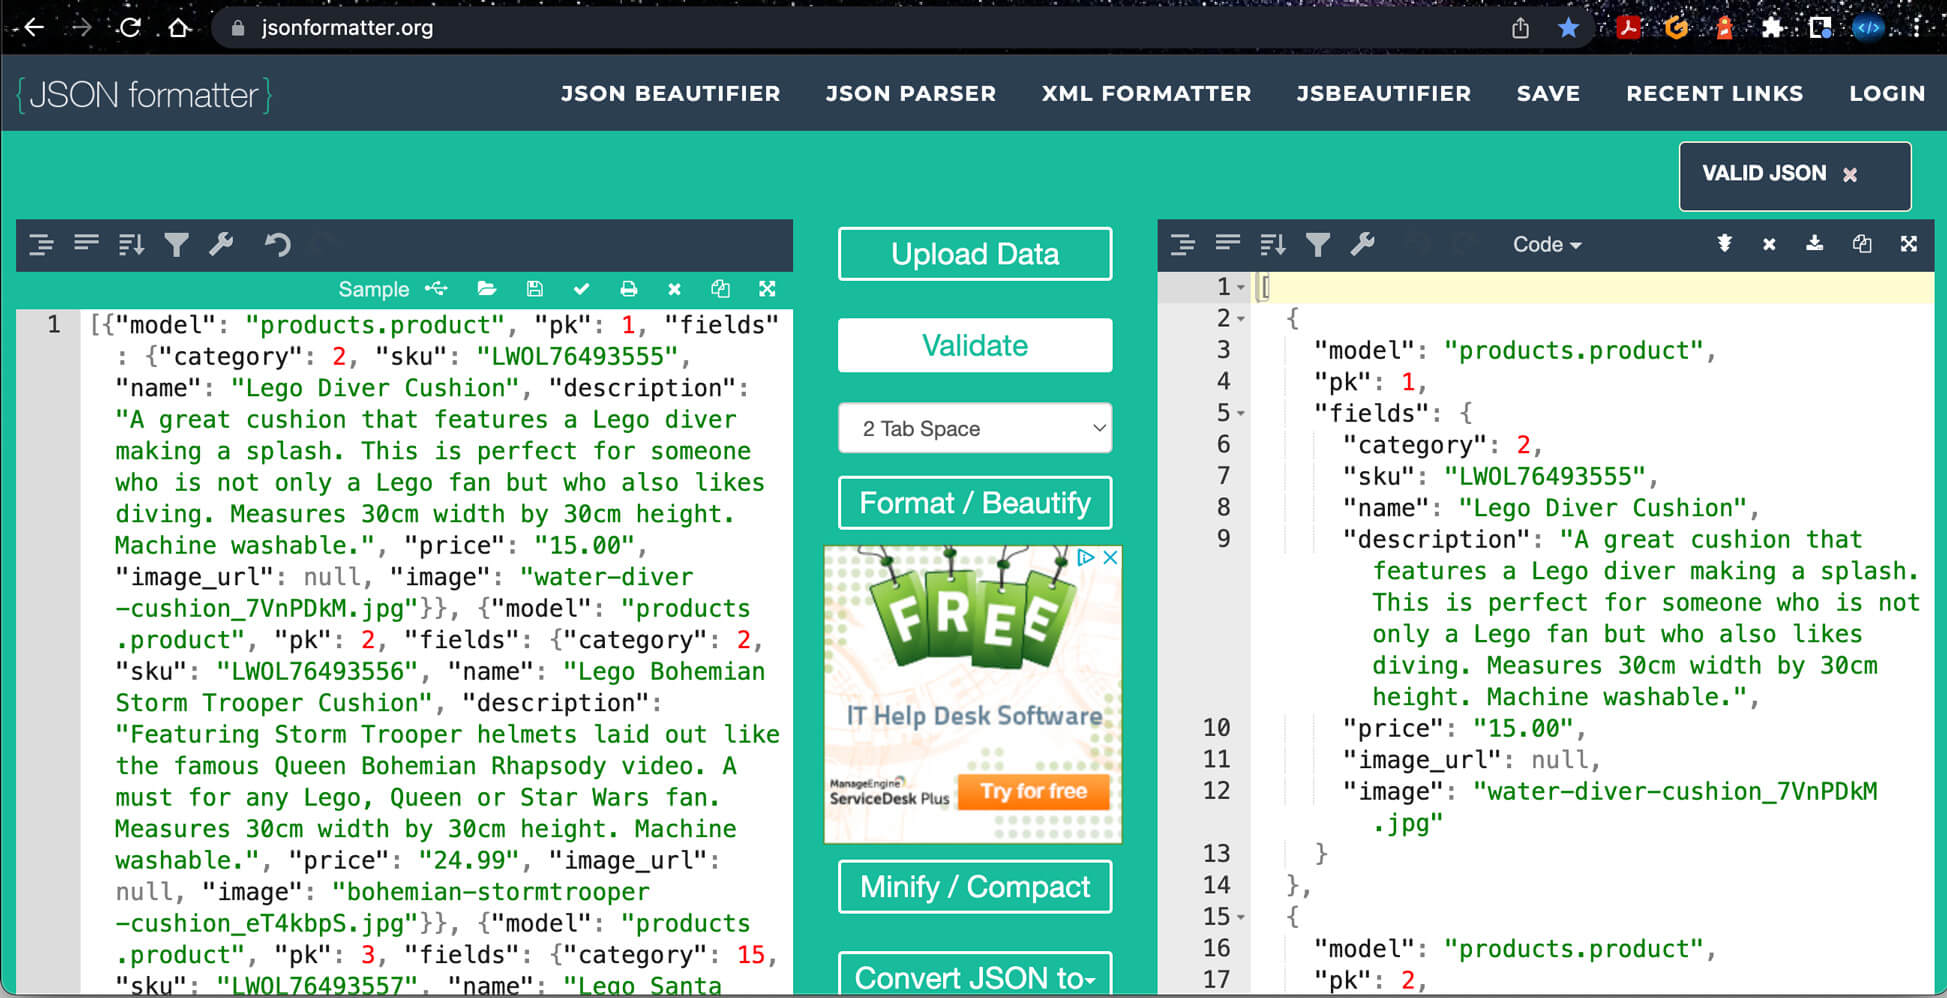 jsonformatter.org
{JSON formatter}
JSON BEAUTIFIER JSON PARSER XML FORMATTER JSBEAUTIFIER SAVE RECENT LINKS LOGIN
VALID JSON
Sample
1 [{"model": "products.product", "pk": 1, "fields"
: {"category": 2, "sku": "LWOL76493555",
"name": "Lego Diver Cushion", "description":
"A great cushion that features a Lego diver
making a splash. This is perfect for someone
who is not only a Lego fan but who also likes
diving. Measures 30cm width by 30cm height.
Machine washable.", "price": "15.00",
"image_url": null, "image": "water-diver
-cushion_7VnPDkM.jpg"}}, {"model": "products
.product", "pk": 2, "fields": {"category": 2,
"sku": "LWOL76493556", "name": "Lego Bohemian
Storm Trooper Cushion", "description":
"Featuring Storm Trooper helmets laid out like
the famous Queen Bohemian Rhapsody video. A
must for any Lego, Queen or Star Wars fan.
Measures 30cm width by 30cm height. Machine
washable.", "price": "24.99", "image_url":
null, "image": "bohemian-stormtrooper
-cushion_eT4kbpS.jpg"}}, {"model": "products
.product", "pk": 3, "fields": {"category": 15,
"sku": "LWOL76493557", "name": "Lego Santa
Upload Data
Validate
2 Tab Space
Format / Beautify
FREE
IT Help Desk Software
ManageEngine
ServiceDesk Plus
Try for free
Minify / Compact
Convert JSON to
Code
1 [
2 {
3 "model": "products.product",
4 "pk": 1,
5 "fields": {
6 "category": 2,
7 "sku": "LWOL76493555",
8 "name": "Lego Diver Cushion",
9 "description": "A great cushion that
features a Lego diver making a splash.
This is perfect for someone who is not
only a Lego fan but who also likes
diving. Measures 30cm width by 30cm
height. Machine washable.",
10 "price": "15.00",
11 "image_url": null,
12 "image": "water-diver-cushion_7VnPDkM
.jpg"
13 }
14 },
15 {
16 "model": "products.product",
17 "pk": 2,